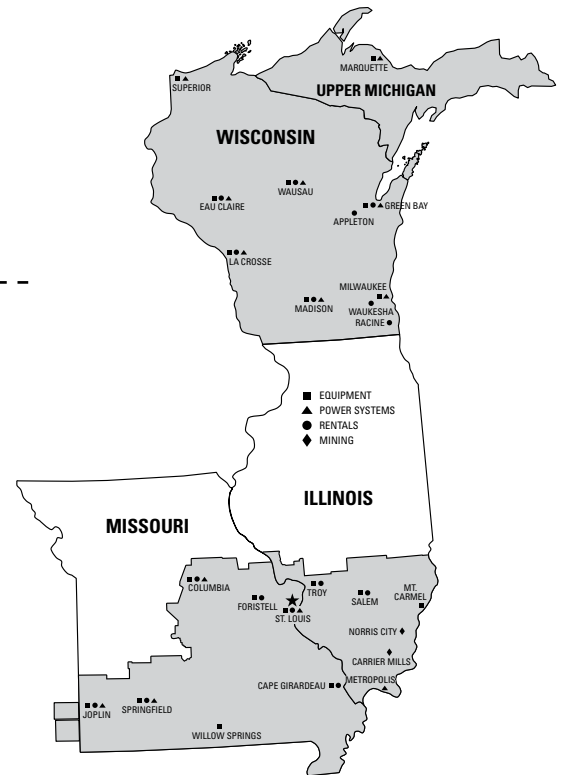 MARQUETTE
SUPERIOR
UPPER MICHIGAN
WISCONSIN
WAUSAU
EAU CLAIRE
GREEN BAY
APPLETON
LA CROSSE
MILWAUKEE
MADISON
WAUKESHA
RACINE
EQUIPMENT
POWER SYSTEMS
RENTALS
MINING
ILLINOIS
MISSOURI
COLUMBIA
TROY
FORISTELL
SALEM
MT.
CARMEL
ST. LOUIS
NORRIS CITY
CARRIER MILLS
METROPOLIS
CAPE GIRARDEAU
JOPLIN
SPRINGFIELD
WILLOW SPRINGS